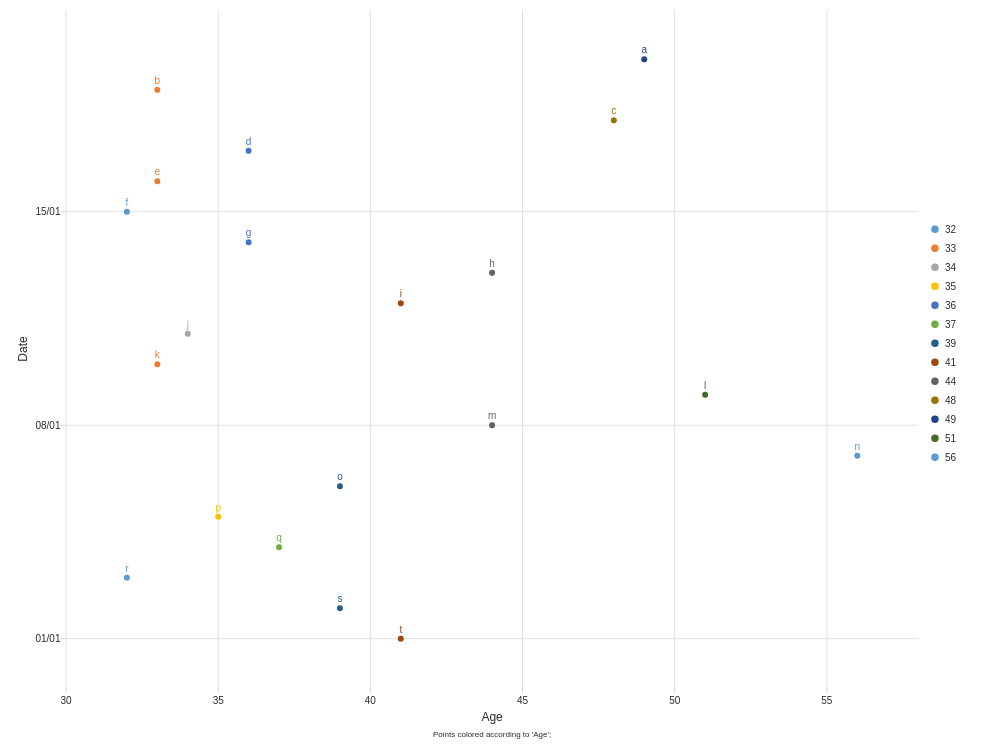 a
b
c
d
e
f
15/01
g
32
33
h
34
35
i
36
j
37
Date
39
k
41
44
l
48
m
49
08/01
51
n
56
o
p
q
r
s
t
01/01
30 35 40 45 50 55
Age
Points colored according to 'Age';